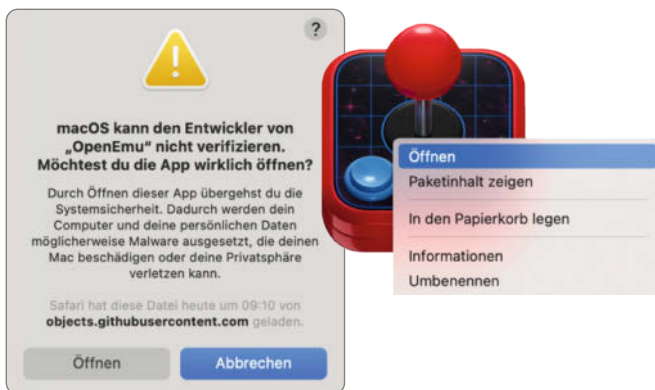 ?
macOS kann den Entwickler von
„OpenEmu“ nicht verifizieren.
Möchtest du die App wirklich öffnen?
Durch Öffnen dieser App übergehst du die
Systemsicherheit. Dadurch werden dein
Computer und deine persönlichen Daten
möglicherweise Malware ausgesetzt, die deinen
Mac beschädigen oder deine Privatsphäre
verletzen kann.
Safari hat diese Datei heute um 09:10 von
objects.githubusercontent.com geladen.
Öffnen
Abbrechen
Öffnen
Paketinhalt zeigen
In den Papierkorb legen
Informationen
Umbenennen